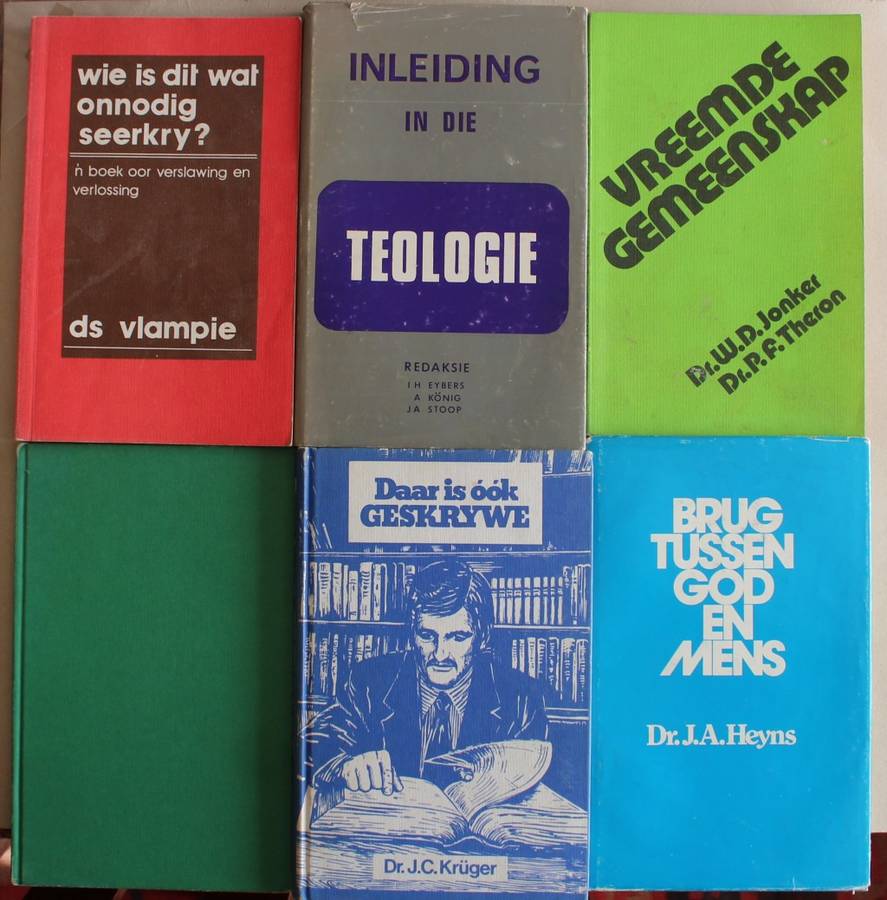 wie is dit wat
onnodig
seerkry?
'n boek oor verslawing en
verlossing
ds vlampie
INLEIDING
IN DIE
TEOLOGIE
REDAKSIE
I H EYBERS
A KÖNIG
J A STOOP
VREEMDE
GEMEENSKAP
Dr. W. D. Jonker
Dr. P. F. Theron
Daar is óók
GESKRYWE
Dr. J.C. Krüger
BRUG
TUSSEN
GOD
EN
MENS
Dr. J. A. Heyns